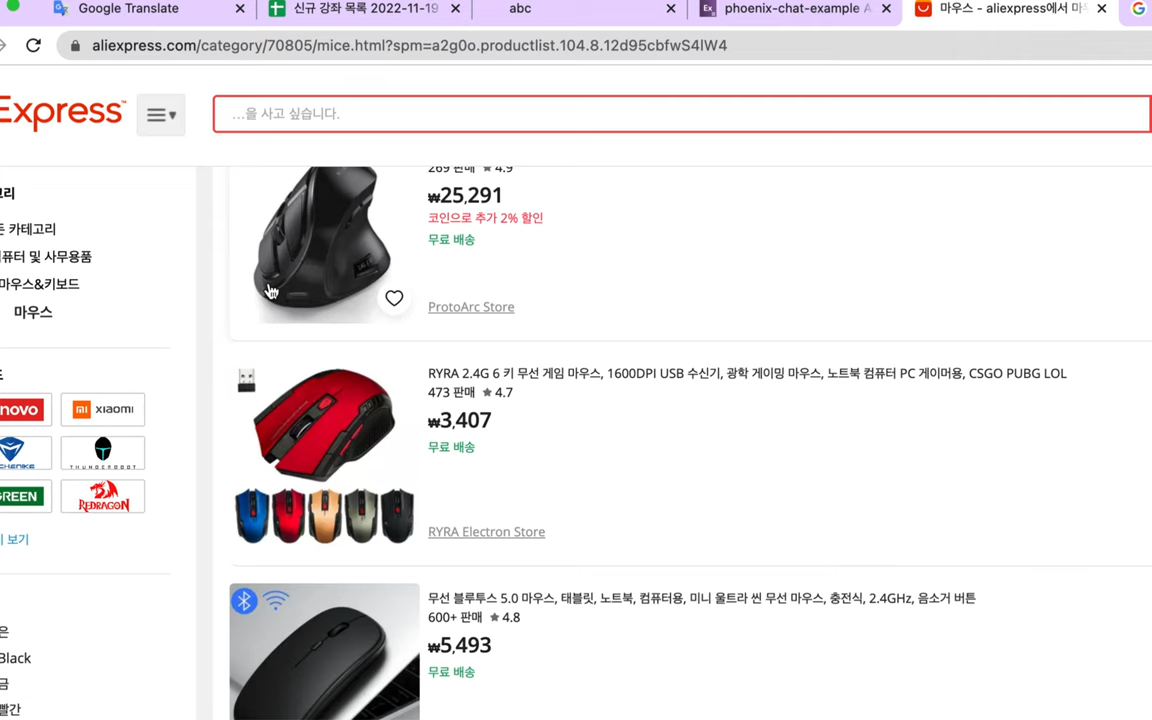 Google Translate
신규 강좌 목록 2022-11-19
abc
phoenix-chat-example
마우스 - aliexpress에서
aliexpress.com/category/70805/mice.html?spm=a2g0o.productlist.104.8.12d95cbfwS4lW4
Express™
...을 사고 싶습니다.
269 판매 ★ 4.9
₩25,291
코인으로 추가 2% 할인
무료 배송
ProtoArc Store
카테고리
및 사무용품
마우스&키보드
마우스
novo
mi xiaomi
THUNDEROBOT
GREEN
REDRAGON
보기
Black
RYRA 2.4G 6 키 무선 게임 마우스, 1600DPI USB 수신기, 광학 게이밍 마우스, 노트북 컴퓨터 PC 게이머용, CSGO PUBG LOL
473 판매 ★ 4.7
₩3,407
무료 배송
RYRA Electron Store
무선 블루투스 5.0 마우스, 태블릿, 노트북, 컴퓨터용, 미니 울트라 씬 무선 마우스, 충전식, 2.4GHz, 음소거 버튼
600+ 판매 ★ 4.8
₩5,493
무료 배송